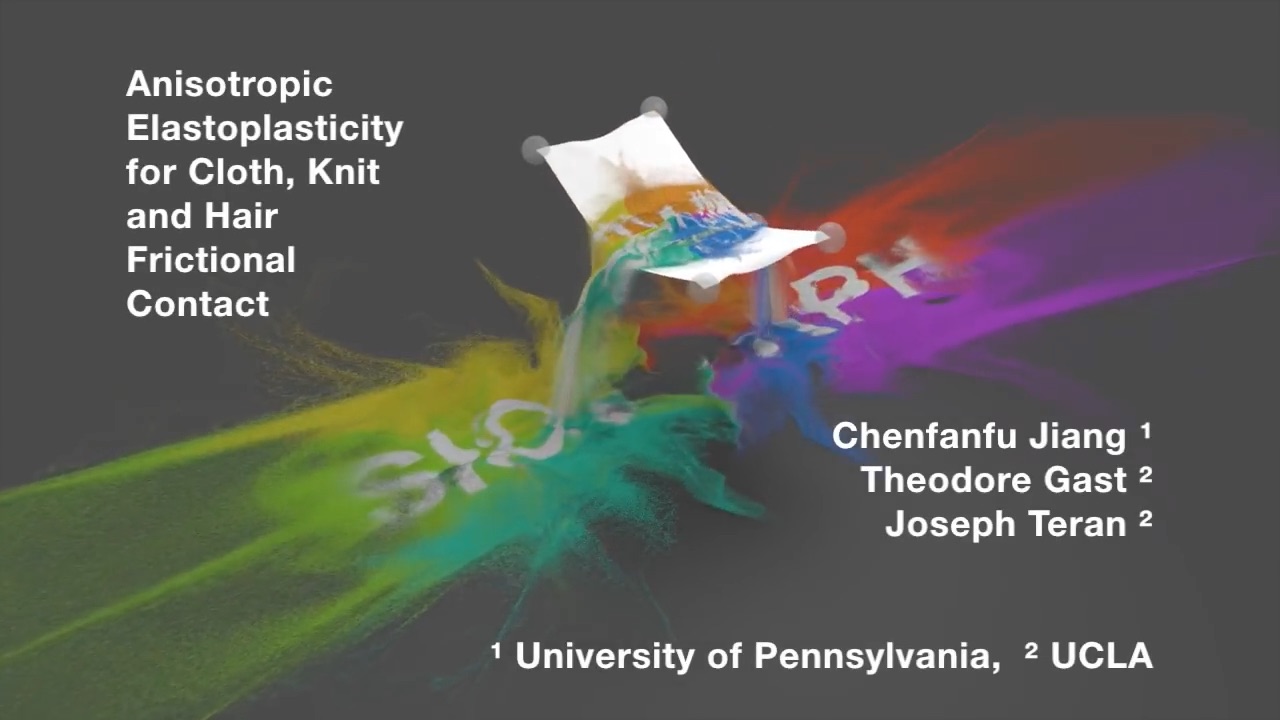 Anisotropic
Elastoplasticity
for Cloth, Knit
and Hair
Frictional
Contact
Chenfanfu Jiang ¹
Theodore Gast ²
Joseph Teran ²
¹ University of Pennsylvania, ² UCLA